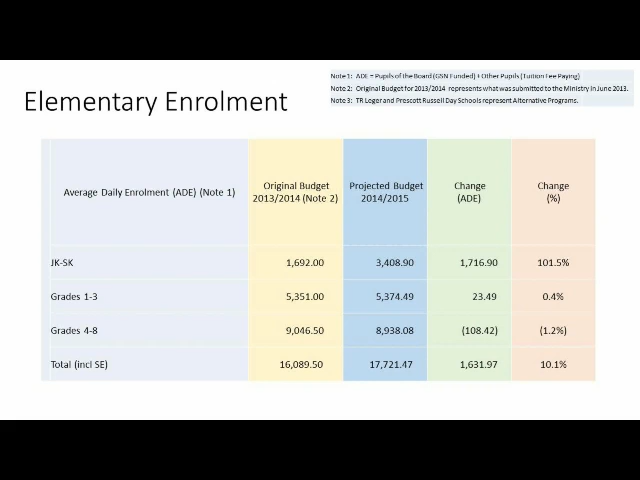 Note 1: ADE = Pupils of the Board (GSN Funded) + Other Pupils (Tuition Fee Paying)
Note 2: Original Budget for 2013/2014 represents what was submitted to the Ministry in June 2013.
Note 3: TR Leger and Prescott Russell Day Schools represent Alternative Programs.
Elementary Enrolment
Average Daily Enrolment (ADE) (Note 1) Original Budget 2013/2014 (Note 2) Projected Budget 2014/2015 Change (ADE) Change (%)
JK-SK 1,692.00 3,408.90 1,716.90 101.5%
Grades 1-3 5,351.00 5,374.49 23.49 0.4%
Grades 4-8 9,046.50 8,938.08 (108.42) (1.2%)
Total (incl SE) 16,089.50 17,721.47 1,631.97 10.1%